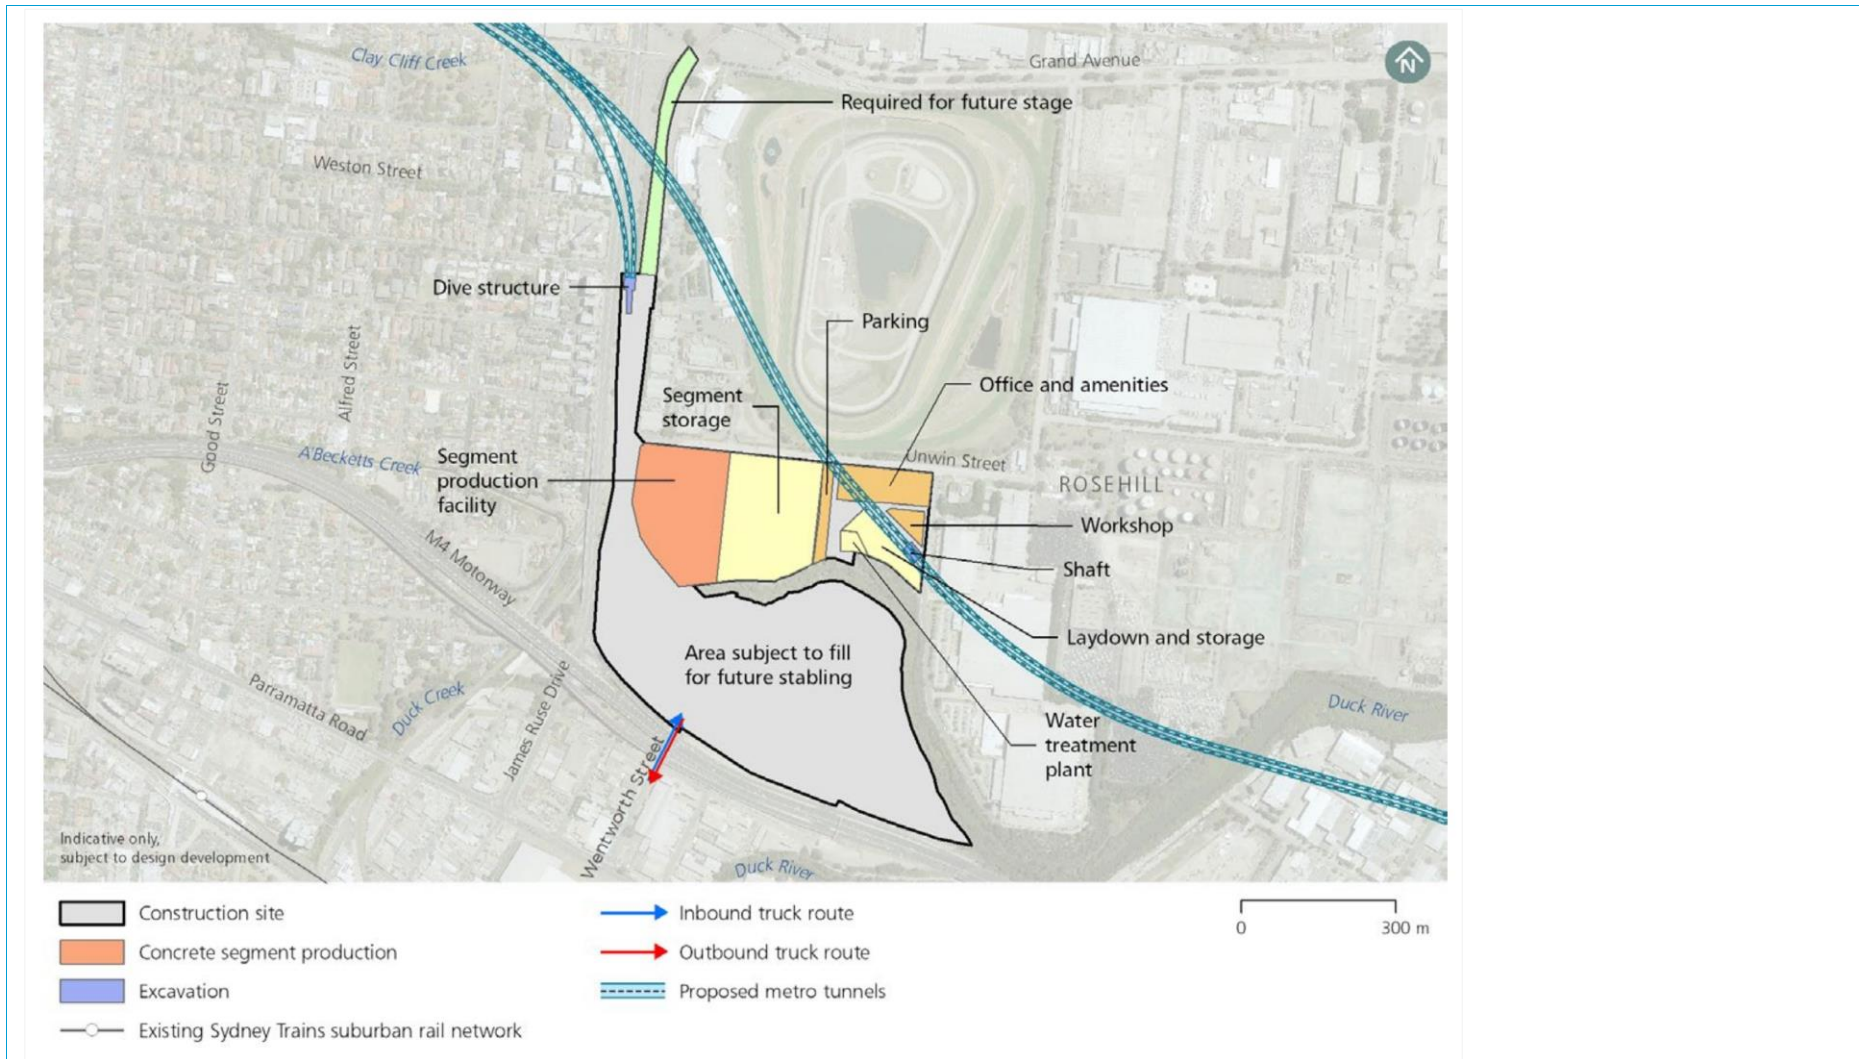 Clay Cliff Creek
Grand Avenue
N
Required for future stage
Weston Street
Dive structure
Parking
Alfred Street
Good Street
Office and amenities
Segment
storage
A'Becketts Creek
Segment
production
facility
Unwin Street
ROSEHILL
Workshop
M4 Motorway
Shaft
Laydown and storage
Area subject to fill
for future stabling
Parramatta Road
Duck Creek
James Ruse Drive
Duck River
Water
treatment
plant
Wentworth Street
Indicative only,
subject to design development
Duck River
Construction site
Inbound truck route
0 300 m
Concrete segment production
Outbound truck route
Excavation
Proposed metro tunnels
Existing Sydney Trains suburban rail network